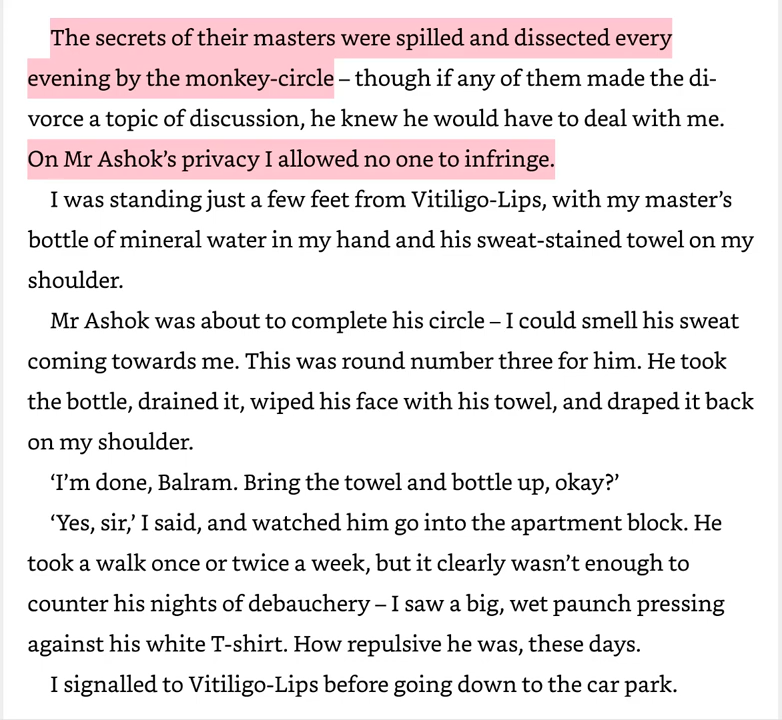 The secrets of their masters were spilled and dissected every
evening by the monkey-circle – though if any of them made the di-
vorce a topic of discussion, he knew he would have to deal with me.
On Mr Ashok’s privacy I allowed no one to infringe.
I was standing just a few feet from Vitiligo-Lips, with my master’s
bottle of mineral water in my hand and his sweat-stained towel on my
shoulder.
Mr Ashok was about to complete his circle – I could smell his sweat
coming towards me. This was round number three for him. He took
the bottle, drained it, wiped his face with his towel, and draped it back
on my shoulder.
‘I’m done, Balram. Bring the towel and bottle up, okay?’
‘Yes, sir,’ I said, and watched him go into the apartment block. He
took a walk once or twice a week, but it clearly wasn’t enough to
counter his nights of debauchery – I saw a big, wet paunch pressing
against his white T-shirt. How repulsive he was, these days.
I signalled to Vitiligo-Lips before going down to the car park.